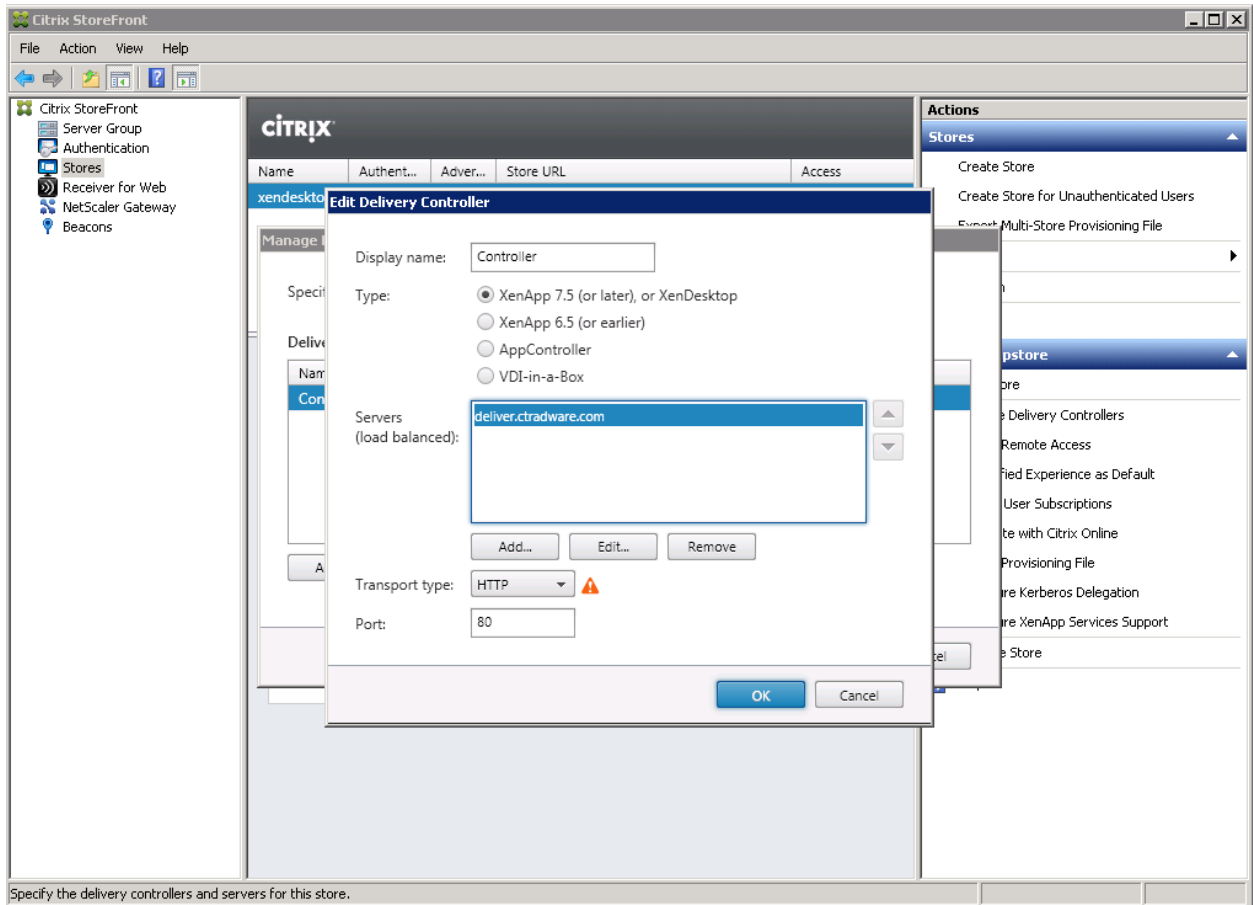 Citrix StoreFront
File Action View Help
Citrix StoreFront
Server Group
Authentication
Stores
Receiver for Web
NetScaler Gateway
Beacons
CİTRIX
Name Authent... Adver... Store URL Access
xendeskto
Manage
Specif
Delive
Nam
Con
A
Edit Delivery Controller
Display name: Controller
Type: XenApp 7.5 (or later), or XenDesktop
XenApp 6.5 (or earlier)
AppController
VDI-in-a-Box
Servers
(load balanced):
deliver.ctradware.com
Add... Edit... Remove
Transport type: HTTP
Port: 80
OK Cancel
cel
Actions
Stores
Create Store
Create Store for Unauthenticated Users
Export Multi-Store Provisioning File
pstore
ore
Delivery Controllers
Remote Access
fied Experience as Default
User Subscriptions
te with Citrix Online
Provisioning File
ire Kerberos Delegation
ire XenApp Services Support
e Store
Specify the delivery controllers and servers for this store.